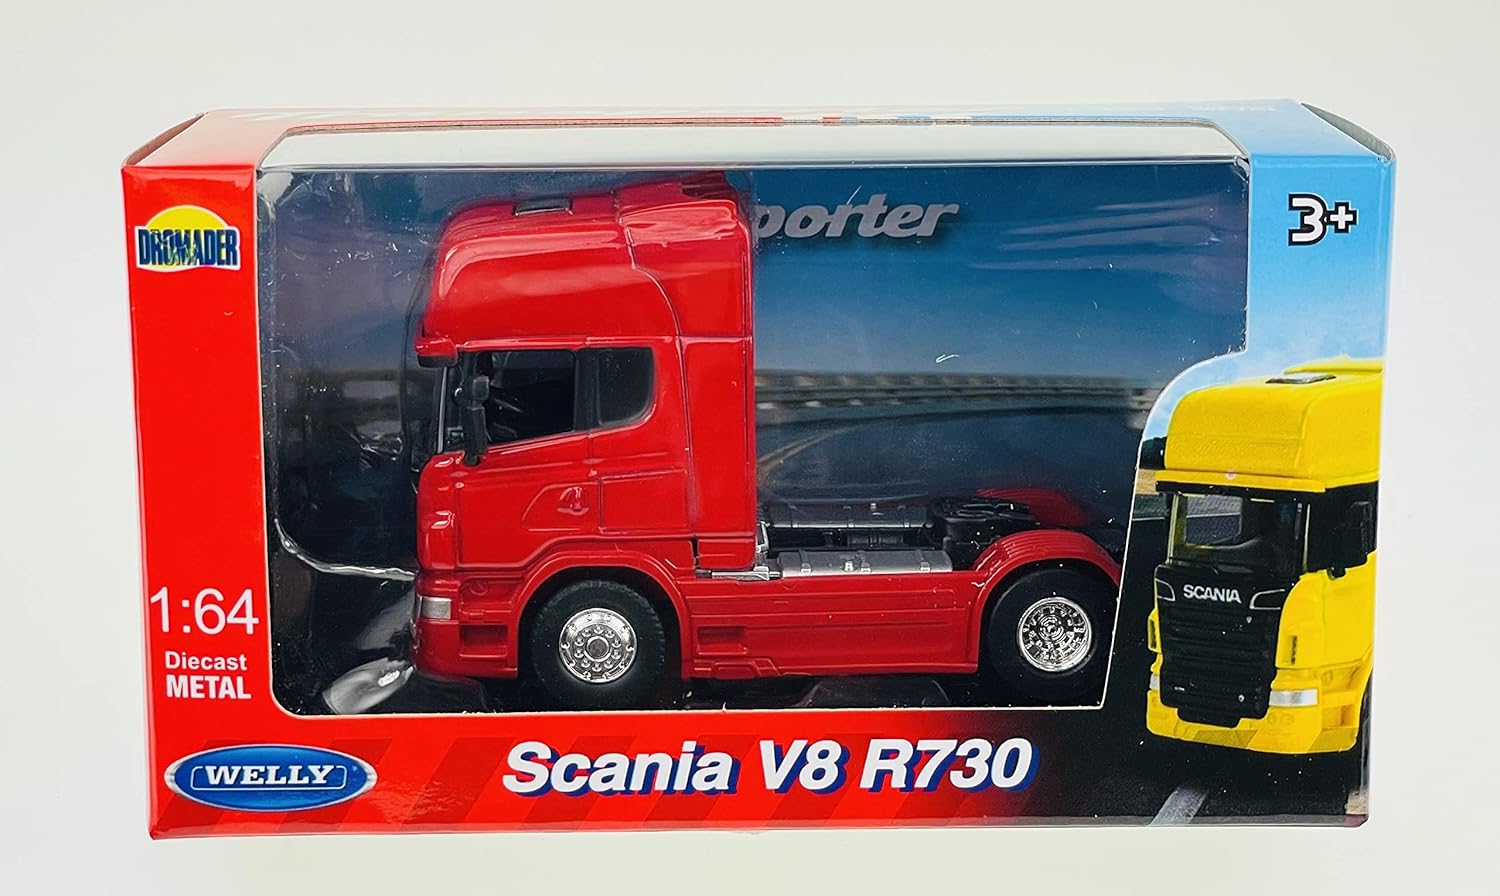 DROMADER
porter
3+
SCANIA
1:64
Diecast
METAL
WELLY
Scania V8 R730